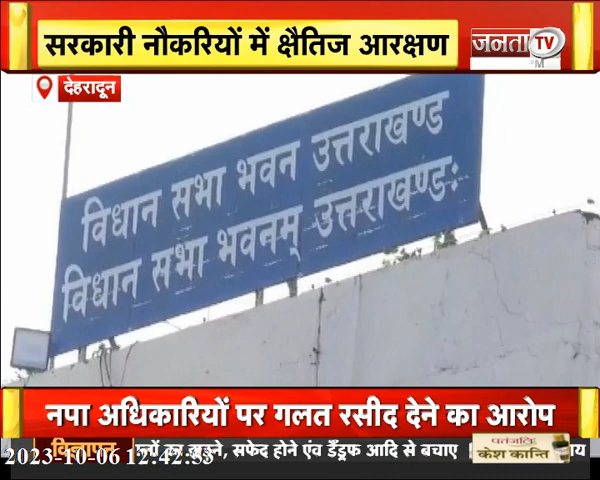 सरकारी नौकरियों में क्षैतिज आरक्षण
जनता TV
देहरादून
विधान सभा भवन उत्तराखण्ड
विधान सभा भवनम् उत्तराखण्डः
नपा अधिकारियों पर गलत रसीद देने का आरोप
विज्ञापन
झड़ने, सफेद होने एंव डैंड्रफ आदि से बचाए
पतंजलि
केश कान्ति
2023-10-06 12:42:53